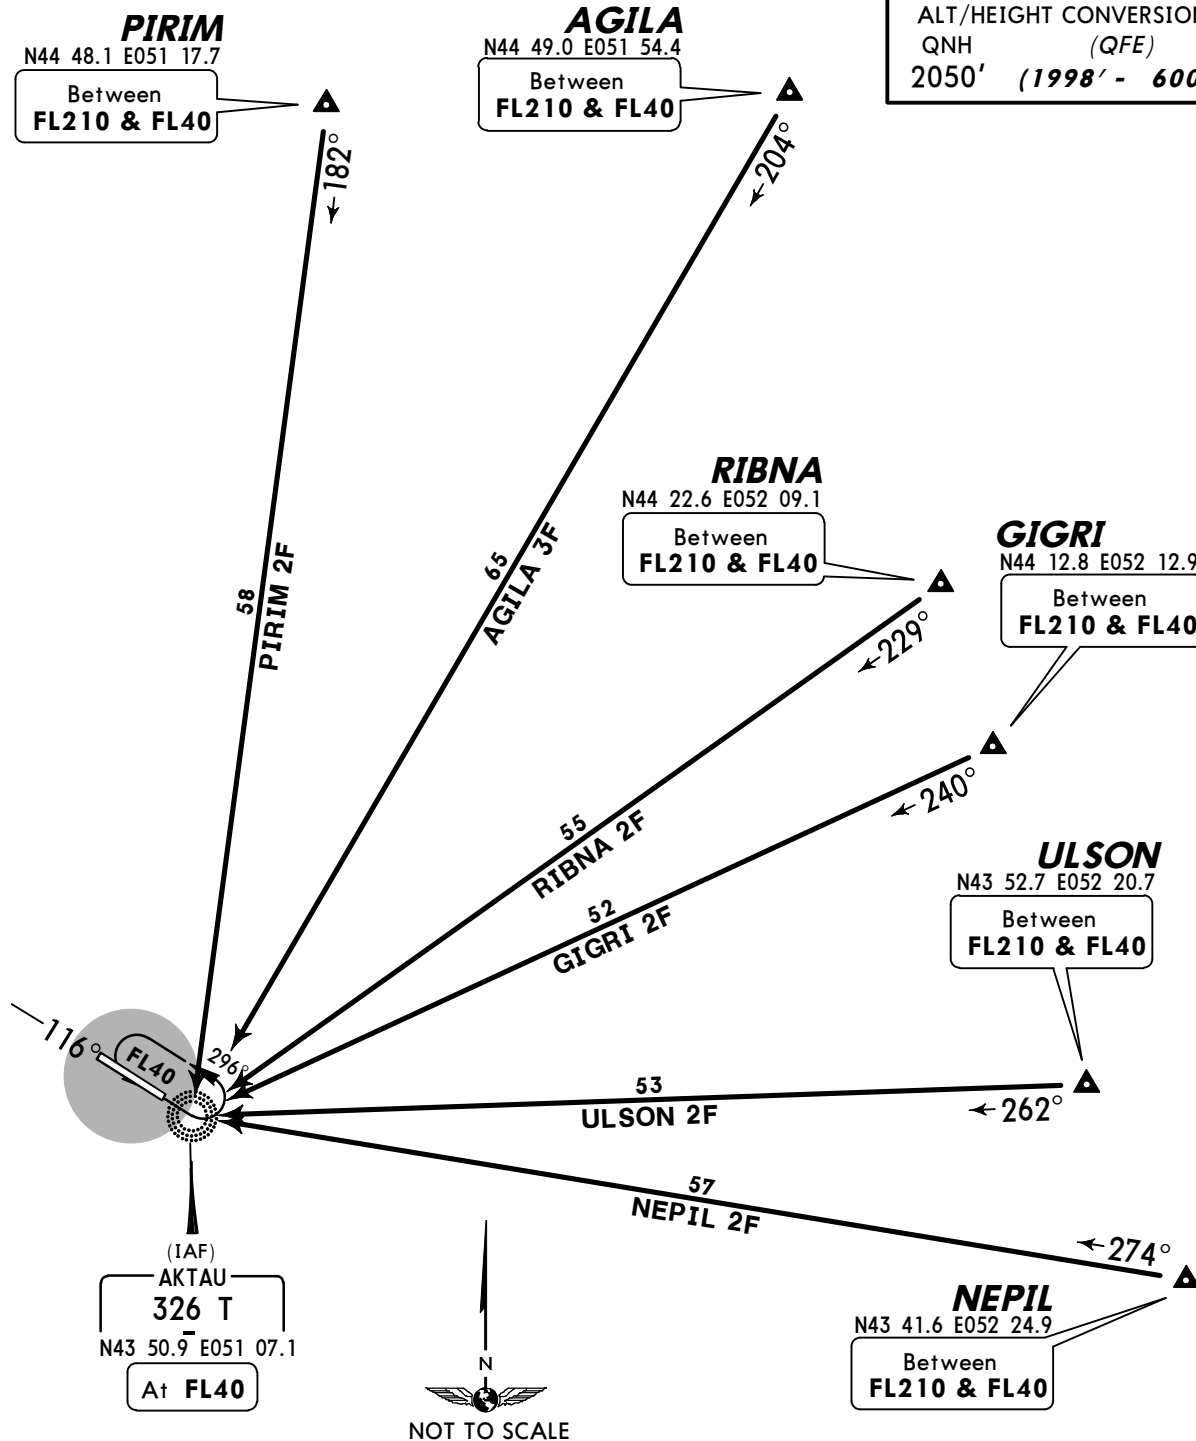 PIRIM
N44 48.1 E051 17.7
Between
FL210 & FL40
AGILA
N44 49.0 E051 54.4
Between
FL210 & FL40
ALT/HEIGHT CONVERSION
QNH (QFE)
2050' (1998' - 600
182°
204°
RIBNA
N44 22.6 E052 09.1
Between
FL210 & FL40
GIGRI
N44 12.8 E052 12.9
Between
FL210 & FL40
58
PIRIM 2F
65
AGILA 3F
229°
240°
55
RIBNA 2F
52
GIGRI 2F
ULSON
N43 52.7 E052 20.7
Between
FL210 & FL40
116°
FL40
296°
53
ULSON 2F
262°
57
NEPIL 2F
274°
(IAF)
AKTAU
326 T
N43 50.9 E051 07.1
At FL40
NEPIL
N43 41.6 E052 24.9
Between
FL210 & FL40
N
NOT TO SCALE